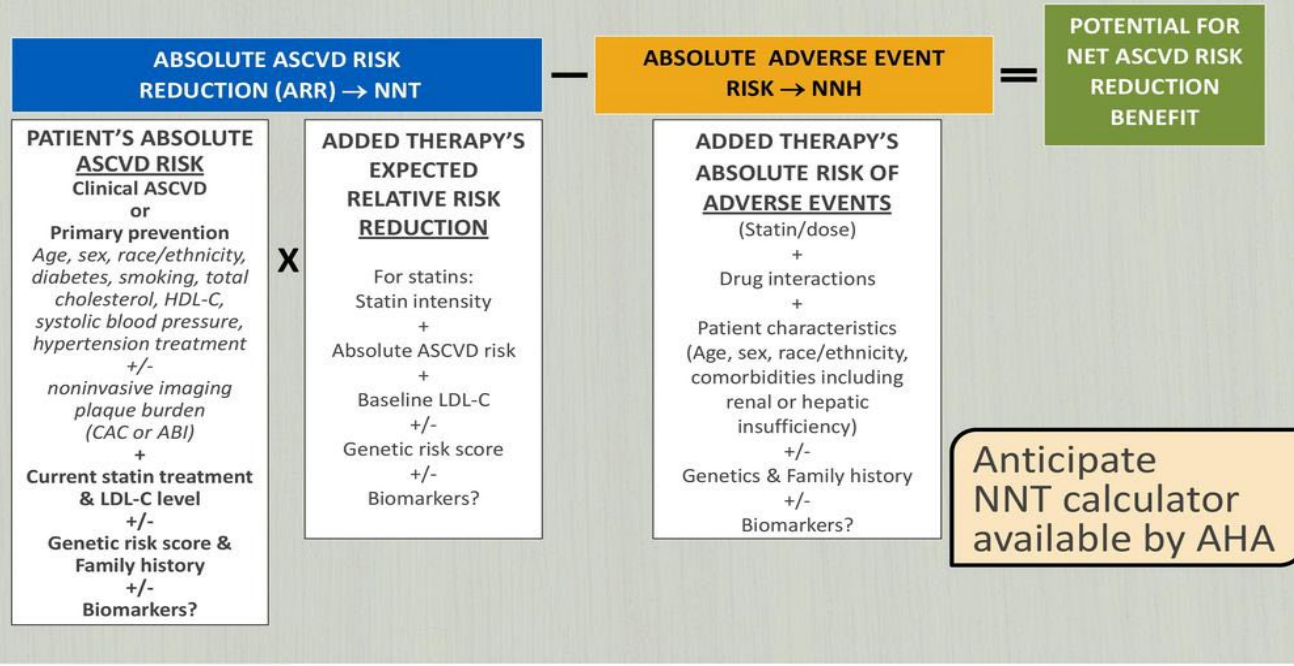 ABSOLUTE ASCVD RISK
REDUCTION (ARR) → NNT
—
ABSOLUTE ADVERSE EVENT
RISK → NNH
=
POTENTIAL FOR
NET ASCVD RISK
REDUCTION
BENEFIT
PATIENT'S ABSOLUTE
ASCVD RISK
Clinical ASCVD
or
Primary prevention
Age, sex, race/ethnicity,
diabetes, smoking, total
cholesterol, HDL-C,
systolic blood pressure,
hypertension treatment
+/-
noninvasive imaging
plaque burden
(CAC or ABI)
+
Current statin treatment
& LDL-C level
+/-
Genetic risk score &
Family history
+/-
Biomarkers?
X
ADDED THERAPY'S
EXPECTED
RELATIVE RISK
REDUCTION
For statins:
Statin intensity
+
Absolute ASCVD risk
+
Baseline LDL-C
+/-
Genetic risk score
+/-
Biomarkers?
ADDED THERAPY'S
ABSOLUTE RISK OF
ADVERSE EVENTS
(Statin/dose)
+
Drug interactions
+
Patient characteristics
(Age, sex, race/ethnicity,
comorbidities including
renal or hepatic
insufficiency)
+/-
Genetics & Family history
+/-
Biomarkers?
Anticipate
NNT calculator
available by AHA